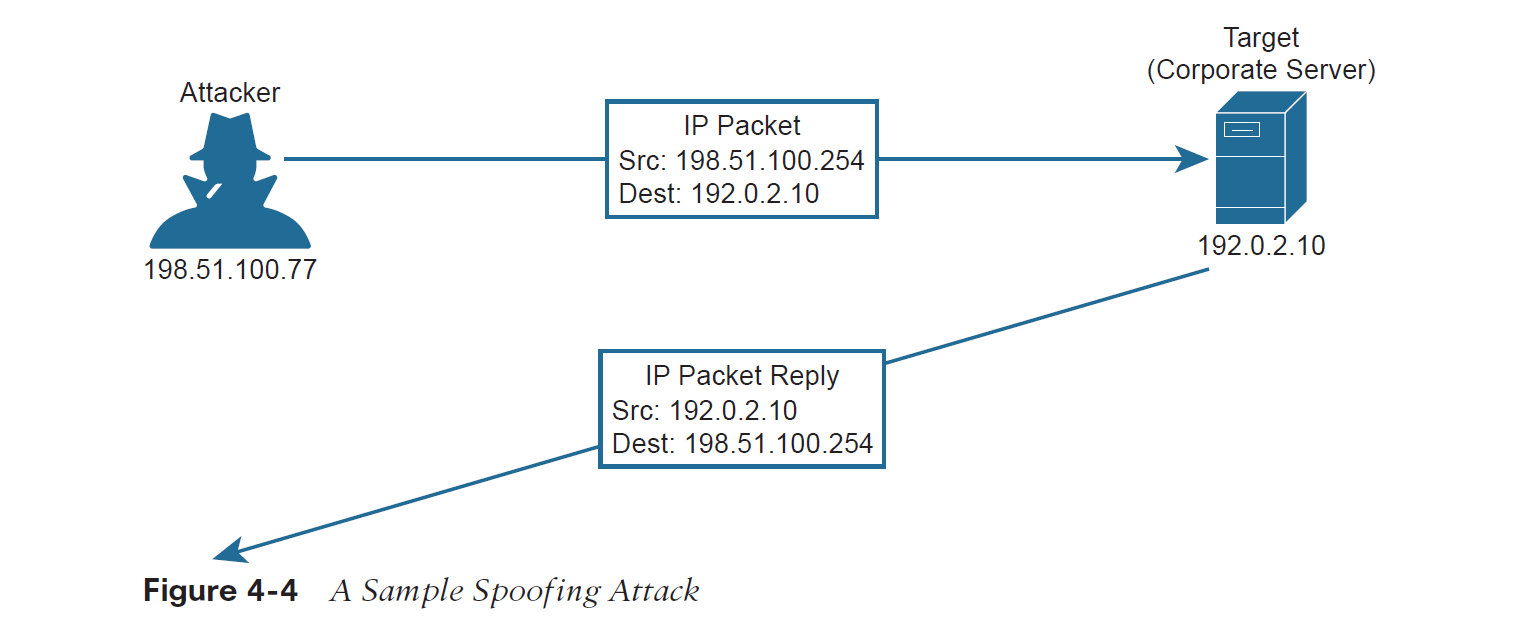 Target
(Corporate Server)
Attacker
IP Packet
Src: 198.51.100.254
Dest: 192.0.2.10
192.0.2.10
198.51.100.77
IP Packet Reply
Src: 192.0.2.10
Dest: 198.51.100.254
Figure 4-4 A Sample Spoofing Attack